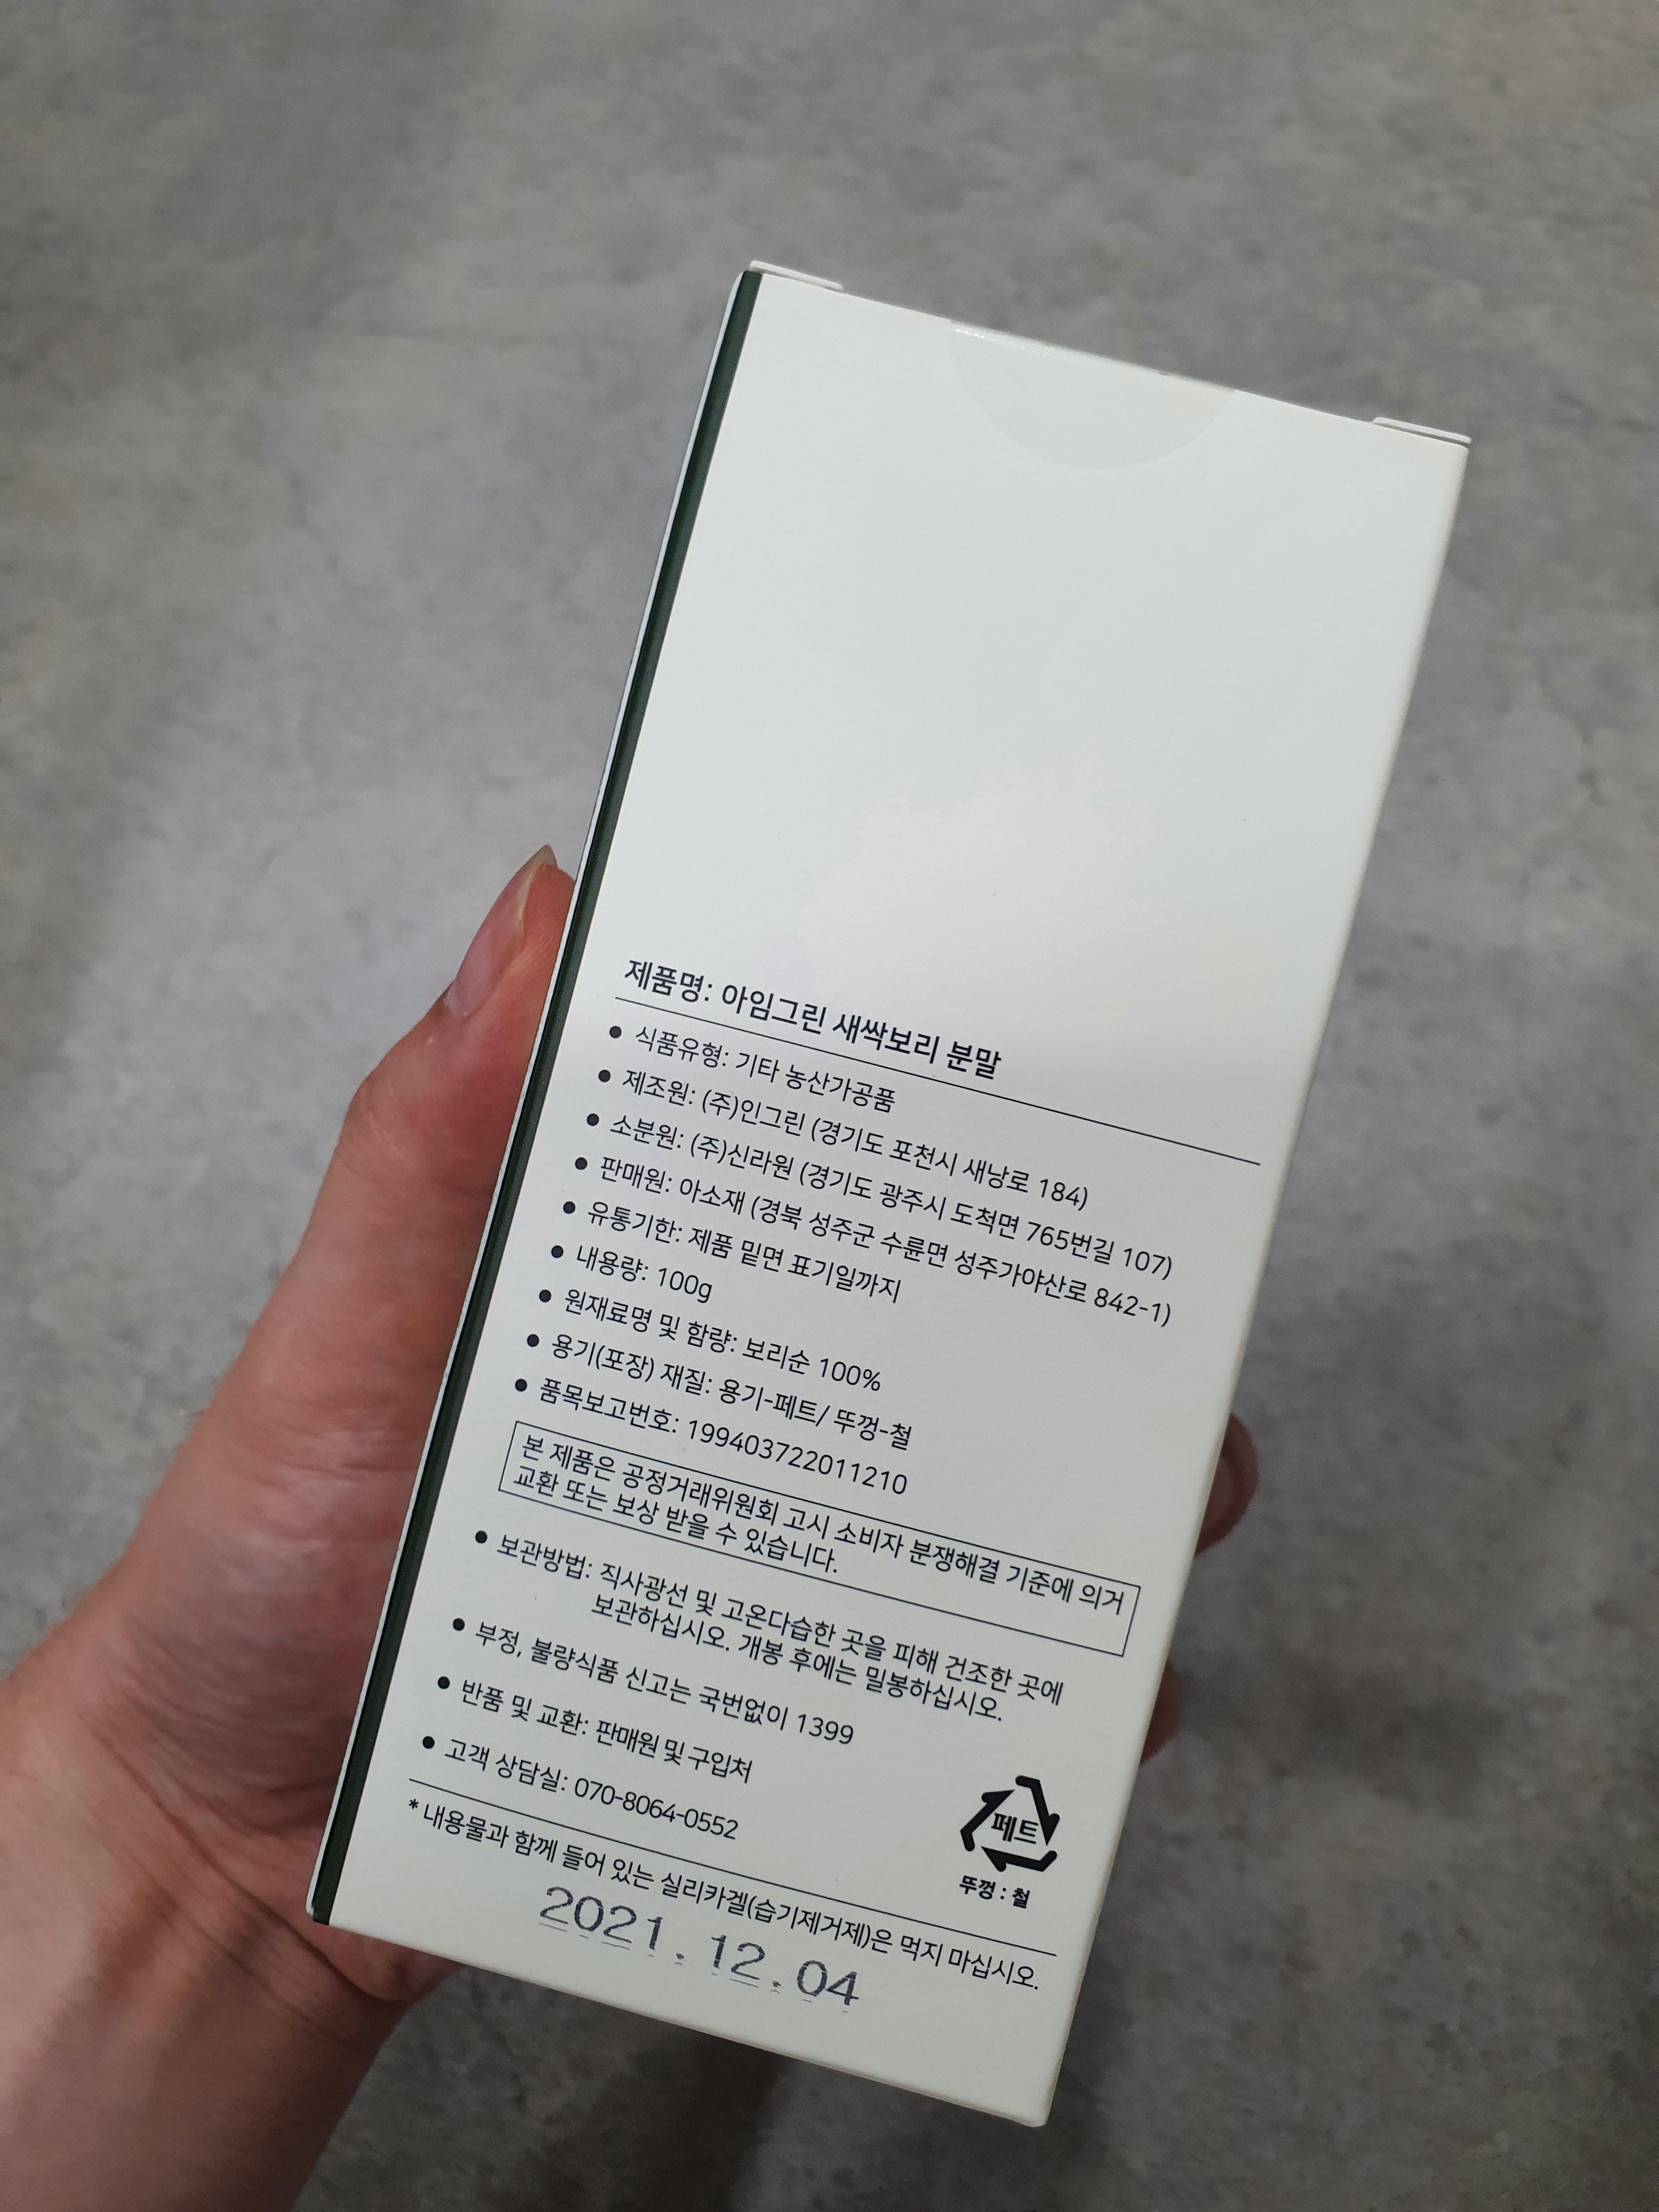 제품명: 아임그린 새싹보리 분말
● 식품유형: 기타 농산가공품
● 제조원: (주)인그린 (경기도 포천시 새낭로 184)
● 소분원: (주)신라원 (경기도 광주시 도척면 765번길 107)
● 판매원: 아소재 (경북 성주군 수륜면 성주가야산로 842-1)
● 유통기한: 제품 밑면 표기일까지
● 내용량: 100g
● 원재료명 및 함량: 보리순 100%
● 용기(포장) 재질: 용기-페트/ 뚜껑-철
● 품목보고번호: 199403722011210
본 제품은 공정거래위원회 고시 소비자 분쟁해결 기준에 의거
교환 또는 보상 받을 수 있습니다.
● 보관방법: 직사광선 및 고온다습한 곳을 피해 건조한 곳에
보관하십시오. 개봉 후에는 밀봉하십시오.
● 부정, 불량식품 신고는 국번없이 1399
● 반품 및 교환: 판매원 및 구입처
● 고객 상담실: 070-8064-0552
페트
뚜껑 : 철
* 내용물과 함께 들어 있는 실리카겔(습기제거제)은 먹지 마십시오.
2021. 12. 04